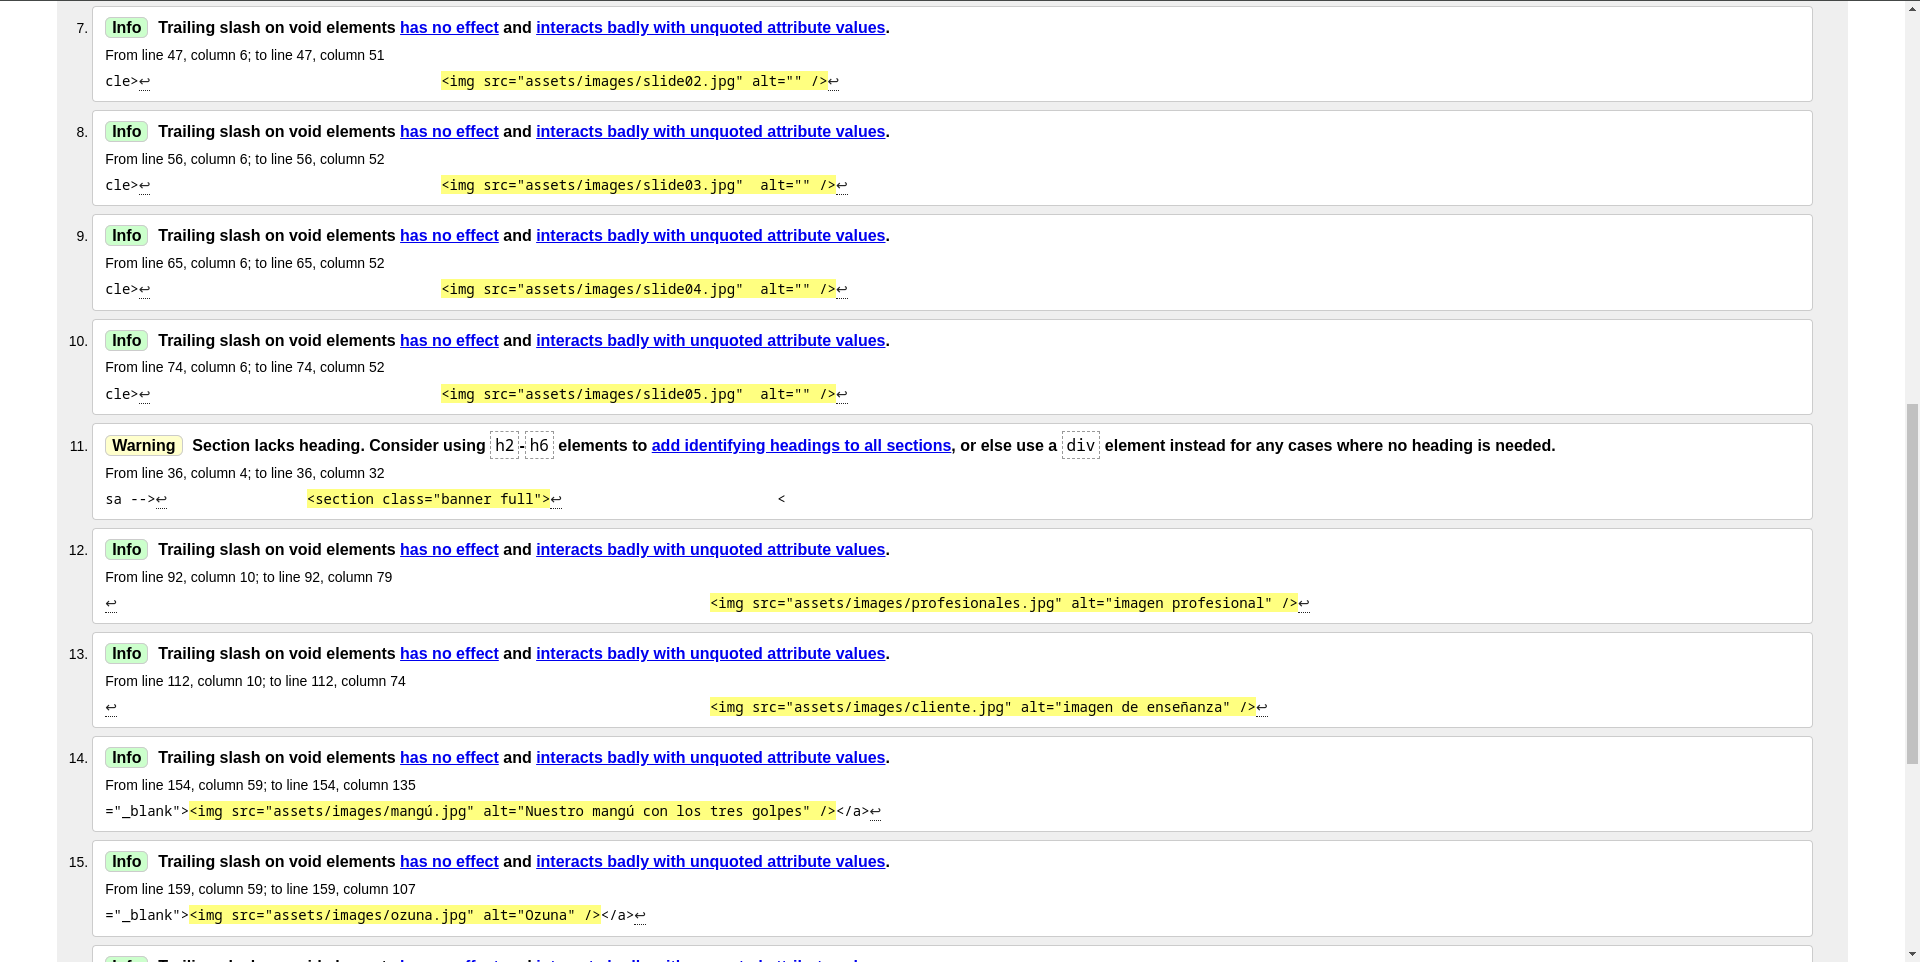 7. Info Trailing slash on void elements has no effect and interacts badly with unquoted attribute values.
From line 47, column 6; to line 47, column 51
cle>↩ <img src="assets/images/slide02.jpg" alt="" />↩
8. Info Trailing slash on void elements has no effect and interacts badly with unquoted attribute values.
From line 56, column 6; to line 56, column 52
cle>↩ <img src="assets/images/slide03.jpg"  alt="" />↩
9. Info Trailing slash on void elements has no effect and interacts badly with unquoted attribute values.
From line 65, column 6; to line 65, column 52
cle>↩ <img src="assets/images/slide04.jpg"  alt="" />↩
10. Info Trailing slash on void elements has no effect and interacts badly with unquoted attribute values.
From line 74, column 6; to line 74, column 52
cle>↩ <img src="assets/images/slide05.jpg"  alt="" />↩
11. Warning Section lacks heading. Consider using h2-h6 elements to add identifying headings to all sections, or else use a div element instead for any cases where no heading is needed.
From line 36, column 4; to line 36, column 32
sa -->↩ <section class="banner full">↩ <
12. Info Trailing slash on void elements has no effect and interacts badly with unquoted attribute values.
From line 92, column 10; to line 92, column 79
↩ <img src="assets/images/profesionales.jpg" alt="imagen profesional" />↩
13. Info Trailing slash on void elements has no effect and interacts badly with unquoted attribute values.
From line 112, column 10; to line 112, column 74
↩ <img src="assets/images/cliente.jpg" alt="imagen de enseñanza" />↩
14. Info Trailing slash on void elements has no effect and interacts badly with unquoted attribute values.
From line 154, column 59; to line 154, column 135
="_blank"><img src="assets/images/mangú.jpg" alt="Nuestro mangú con los tres golpes" /></a>↩
15. Info Trailing slash on void elements has no effect and interacts badly with unquoted attribute values.
From line 159, column 59; to line 159, column 107
="_blank"><img src="assets/images/ozuna.jpg" alt="Ozuna" /></a>↩